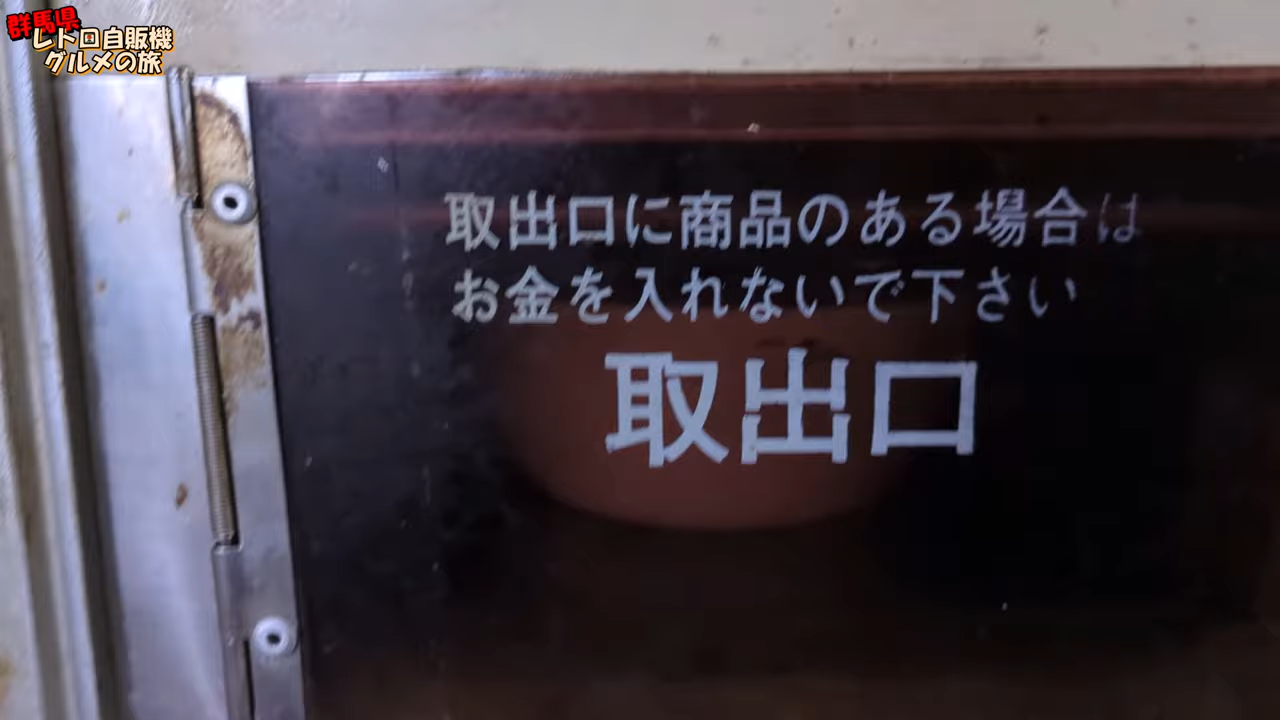 群馬県
レトロ自販機
グルメの旅
取出口に商品のある場合は
お金を入れないで下さい
取出口